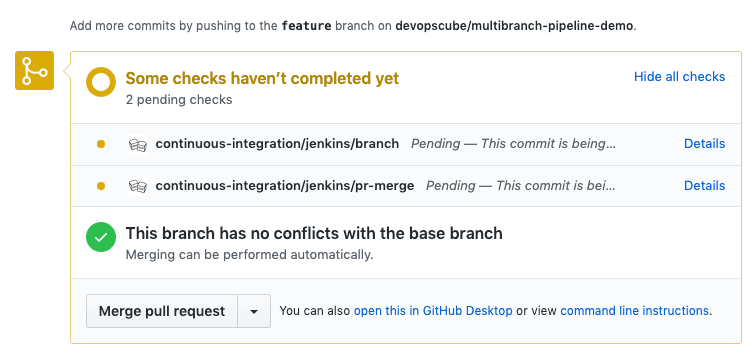 Add more commits by pushing to the feature branch on devopscube/multibranch-pipeline-demo.
Some checks haven’t completed yet
Hide all checks
2 pending checks
continuous-integration/jenkins/branch Pending — This commit is being… Details
continuous-integration/jenkins/pr-merge Pending — This commit is bei… Details
This branch has no conflicts with the base branch
Merging can be performed automatically.
Merge pull request
You can also open this in GitHub Desktop or view command line instructions.